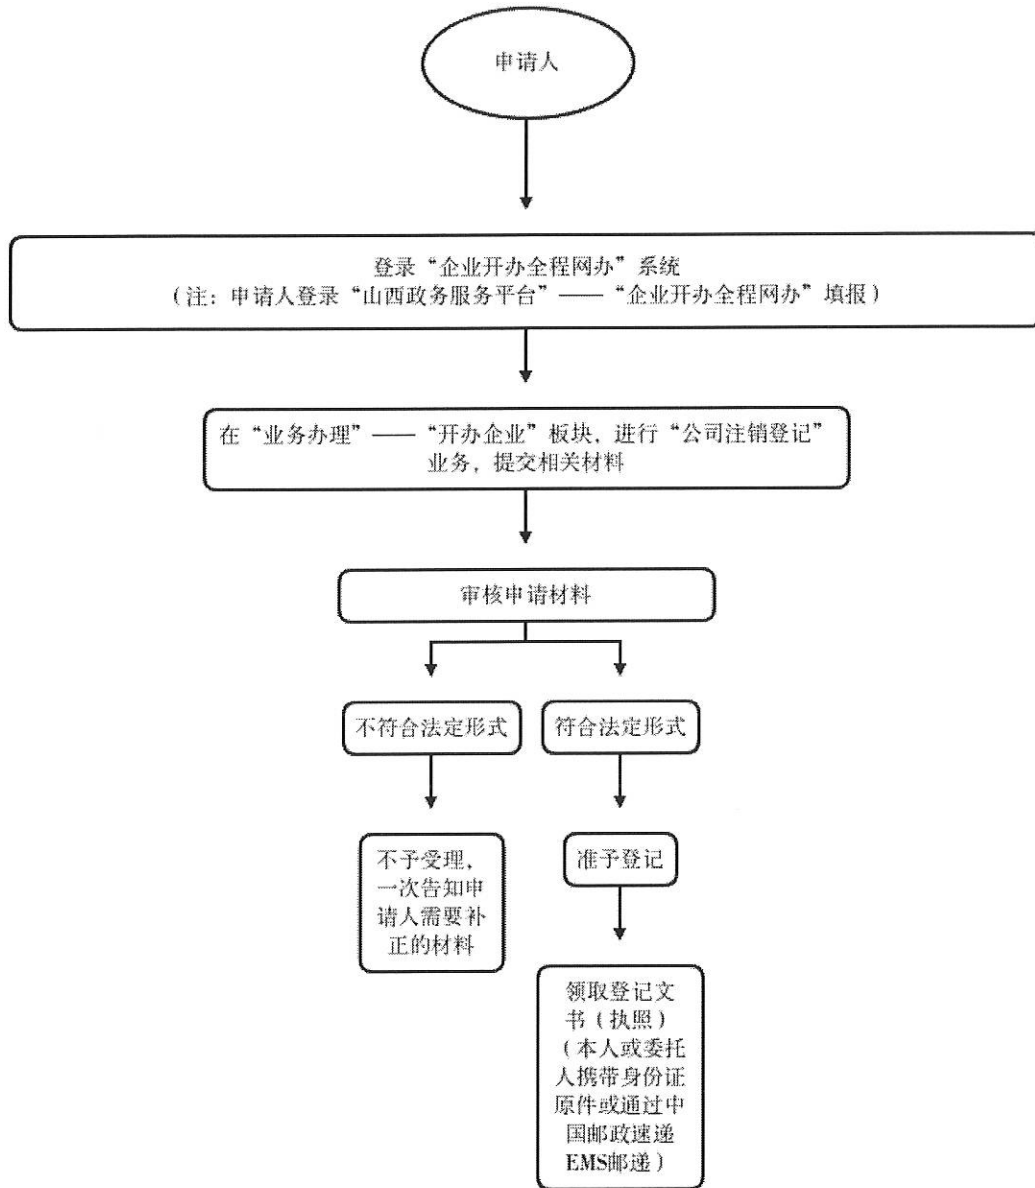 申请人
登录“企业开办全程网办”系统
(注: 申请人登录“山西政务服务平台”——“企业开办全程网办”填报)
在“业务办理”——“开办企业”板块, 进行“公司注销登记”
业务, 提交相关材料
审核申请材料
不符合法定形式
符合法定形式
不予受理,
一次告知申
请人需要补
正的材料
准予登记
领取登记文
书(执照)
(本人或委托
人携带身份证
原件或通过中
国邮政速递
EMS邮递)